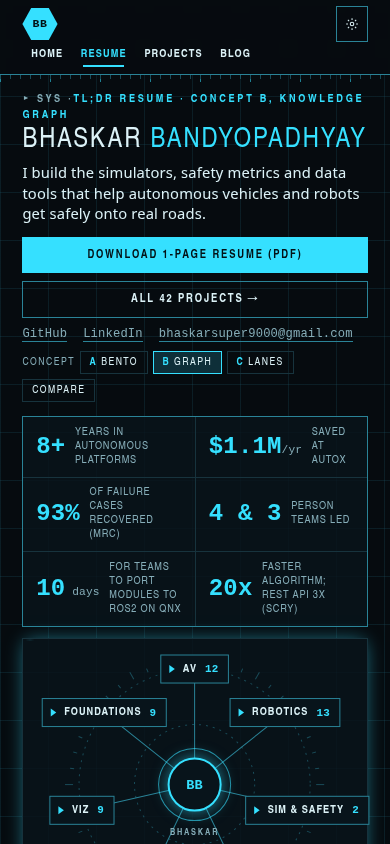 BB
HOME RESUME PROJECTS BLOG
SYS ·TL;DR RESUME · CONCEPT B, KNOWLEDGE
GRAPH
BHASKAR BANDYOPADHYAY
I build the simulators, safety metrics and data
tools that help autonomous vehicles and robots
get safely onto real roads.
DOWNLOAD 1-PAGE RESUME (PDF)
ALL 42 PROJECTS →
GitHub LinkedIn bhaskarsuper9000@gmail.com
CONCEPT A BENTO B GRAPH C LANES
COMPARE
8+ YEARS IN
AUTONOMOUS
PLATFORMS
$1.1M/yr SAVED
AT
AUTOX
93% OF FAILURE
CASES
RECOVERED
(MRC)
4 & 3 PERSON
TEAMS LED
10 days FOR TEAMS
TO PORT
MODULES TO
ROS2 ON QNX
20x FASTER
ALGORITHM;
REST API 3X
(SCRY)
AV 12
FOUNDATIONS 9
ROBOTICS 13
BB
VIZ 9
SIM & SAFETY 2
BHASKAR